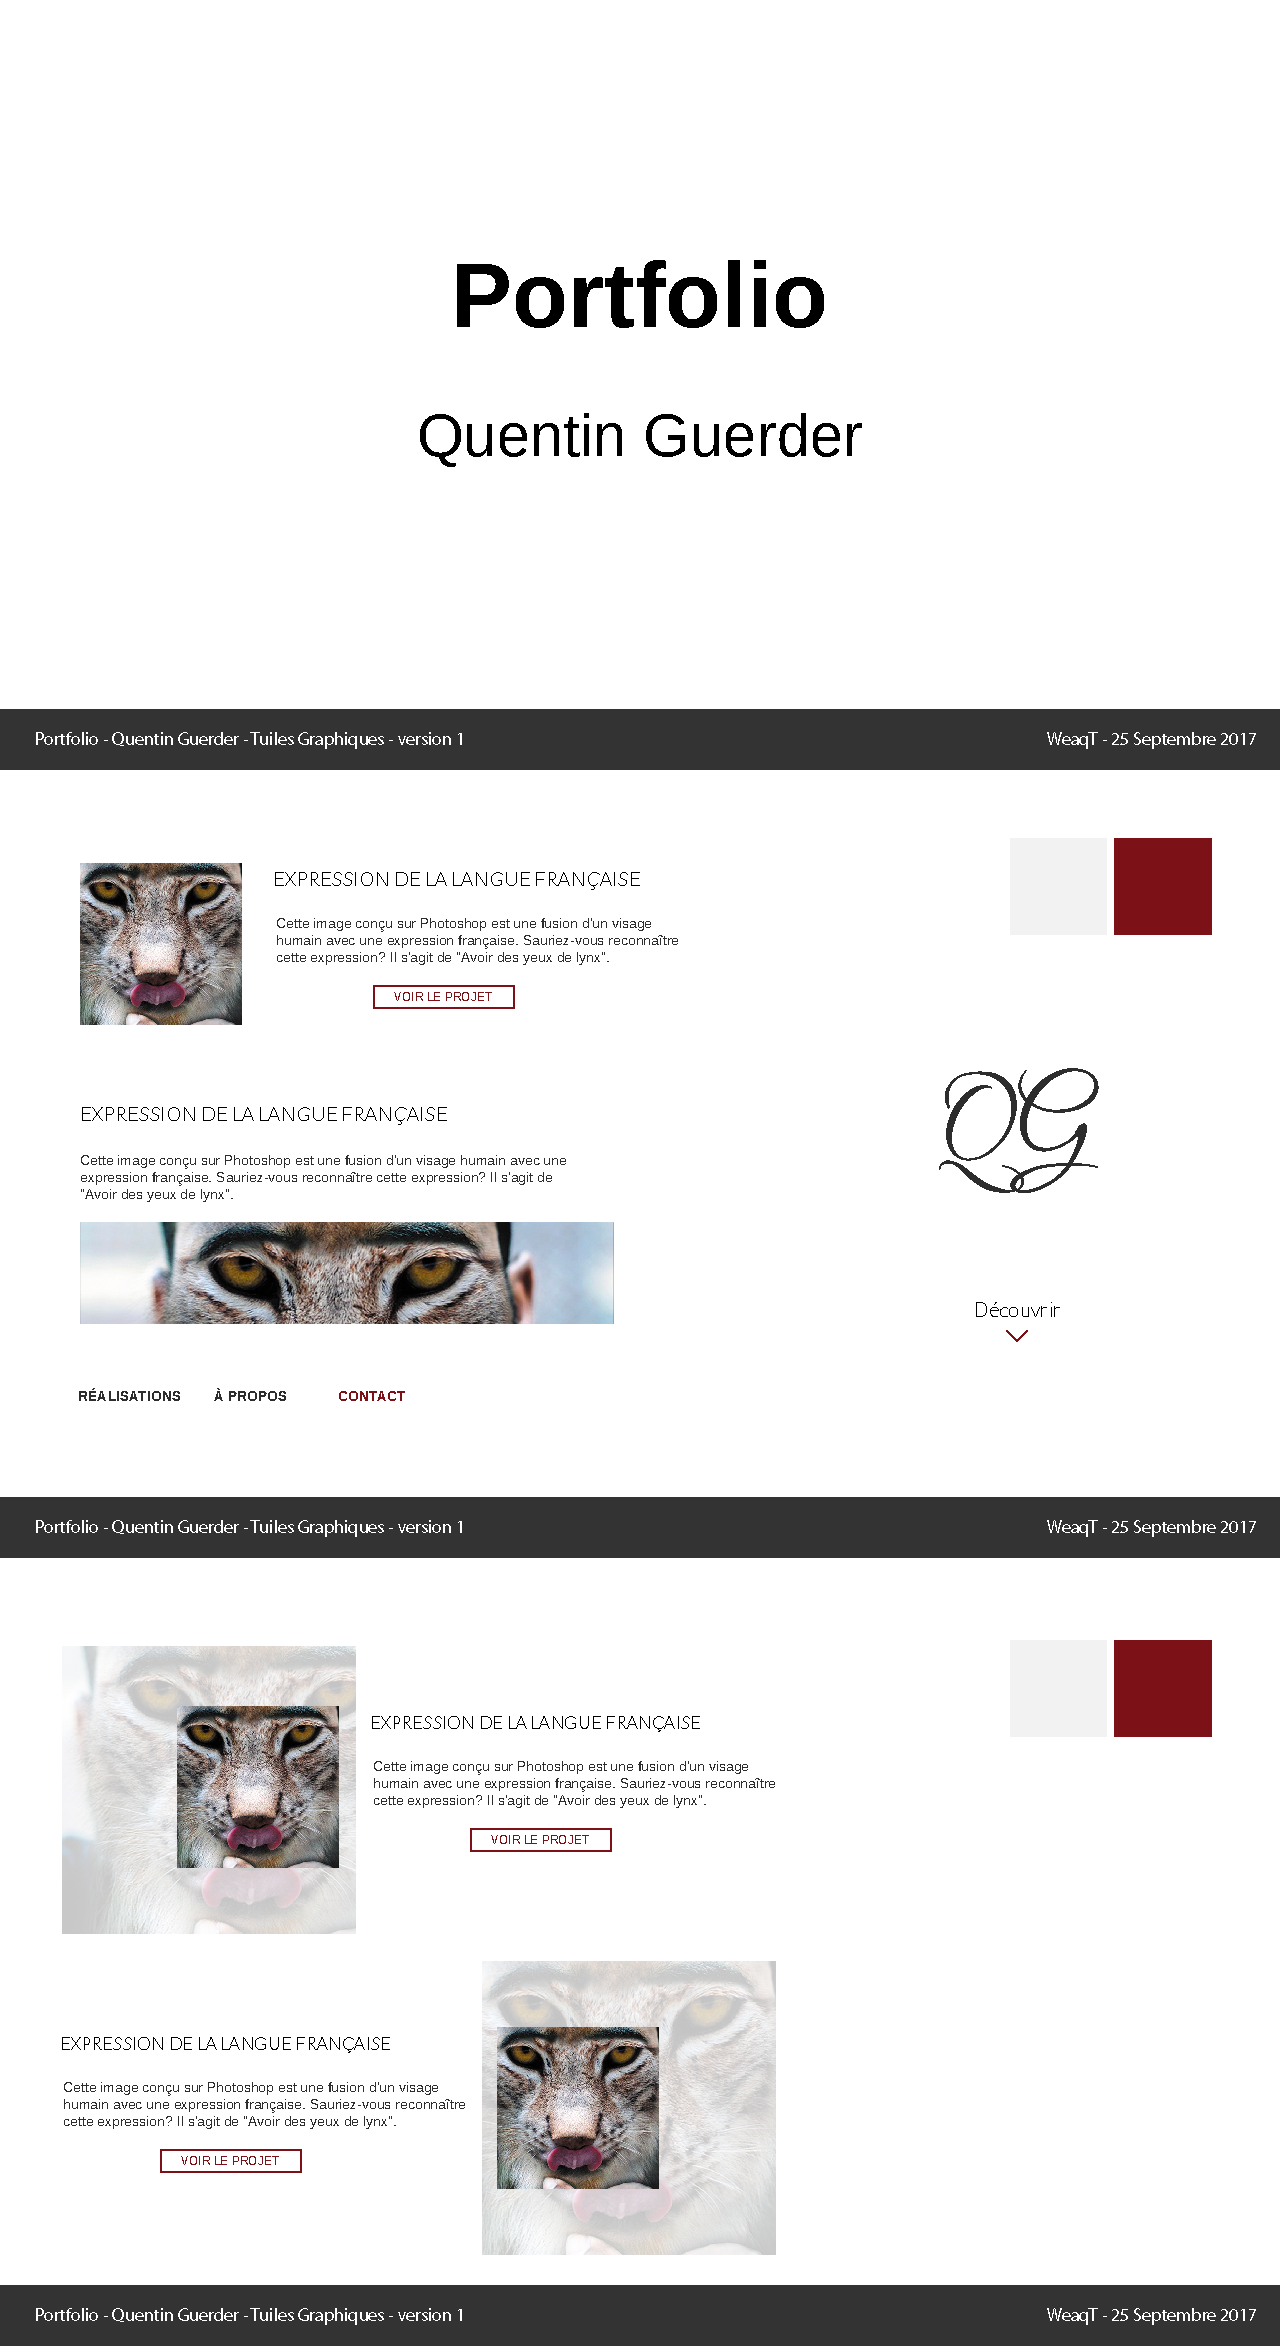 Portfolio
Quentin Guerder
Portfolio - Quentin Guerder - Tuiles Graphiques - version 1
WeaqT - 25 Septembre 2017
EXPRESSION DE LA LANGUE FRANÇAISE
Cette image conçu sur Photoshop est une fusion d'un visage
humain avec une expression française. Sauriez-vous reconnaître
cette expression? Il s'agit de "Avoir des yeux de lynx".
VOIR LE PROJET
QG
EXPRESSION DE LA LANGUE FRANÇAISE
Cette image conçu sur Photoshop est une fusion d'un visage humain avec une
expression française. Sauriez-vous reconnaître cette expression? Il s'agit de
"Avoir des yeux de lynx".
Découvrir
RÉALISATIONS
À PROPOS
CONTACT
Portfolio - Quentin Guerder - Tuiles Graphiques - version 1
WeaqT - 25 Septembre 2017
EXPRESSION DE LA LANGUE FRANÇAISE
Cette image conçu sur Photoshop est une fusion d'un visage
humain avec une expression française. Sauriez-vous reconnaître
cette expression? Il s'agit de "Avoir des yeux de lynx".
VOIR LE PROJET
EXPRESSION DE LA LANGUE FRANÇAISE
Cette image conçu sur Photoshop est une fusion d'un visage
humain avec une expression française. Sauriez-vous reconnaître
cette expression? Il s'agit de "Avoir des yeux de lynx".
VOIR LE PROJET
Portfolio - Quentin Guerder - Tuiles Graphiques - version 1
WeaqT - 25 Septembre 2017